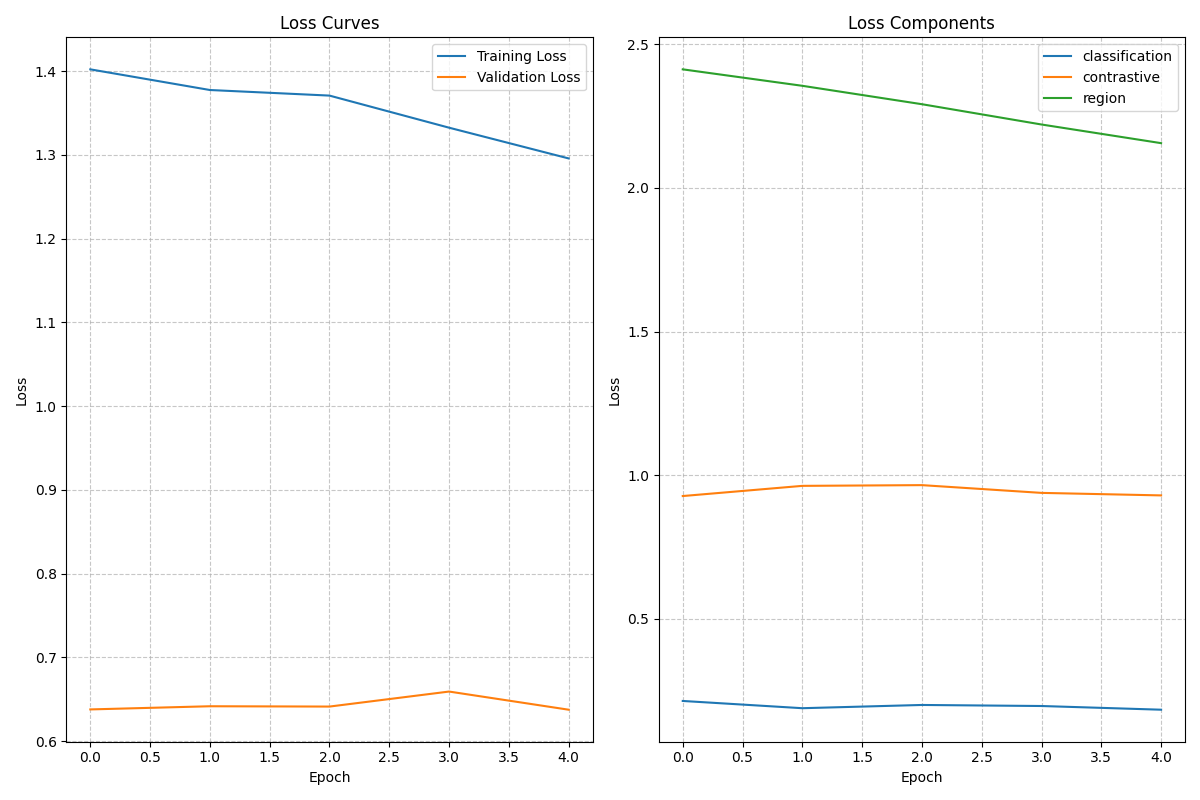 Loss Curves
Training Loss
Validation Loss
1.4
1.3
1.2
1.1
1.0
0.9
0.8
0.7
0.6
Loss
0.0 0.5 1.0 1.5 2.0 2.5 3.0 3.5 4.0
Epoch
Loss Components
classification
contrastive
region
2.5
2.0
1.5
1.0
0.5
Loss
0.0 0.5 1.0 1.5 2.0 2.5 3.0 3.5 4.0
Epoch